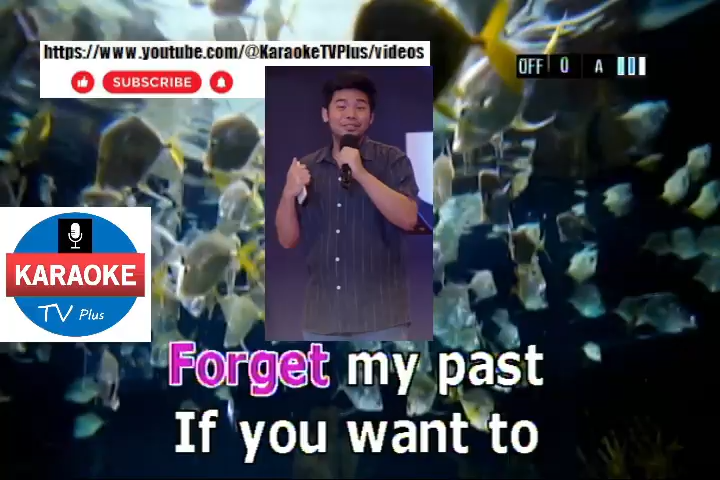 https://www.youtube.com/@KaraokeTVPlus/videos
SUBSCRIBE
OFF 0 A
KARAOKE
TV Plus
Forget my past
If you want to